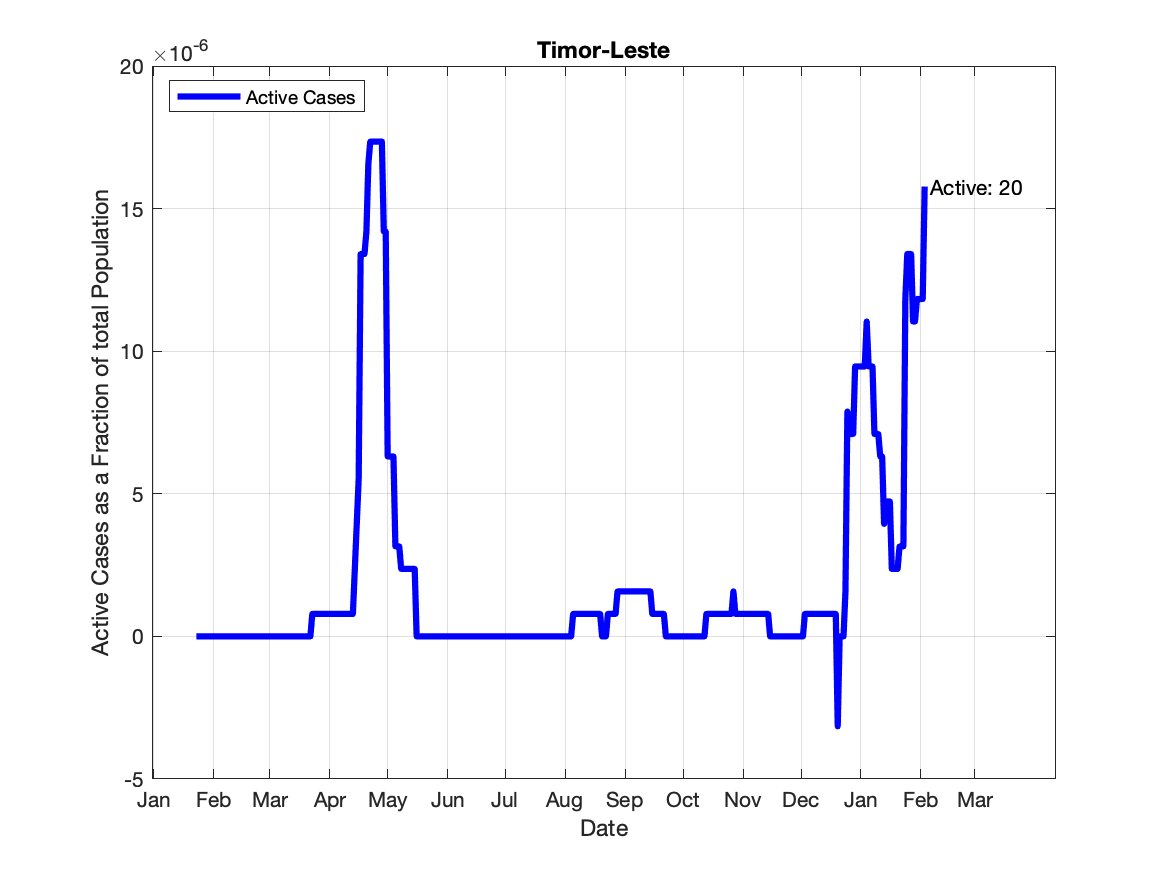 Timor-Leste
×10-6
20
15
10
5
0
-5
Active Cases as a Fraction of total Population
Active Cases
Active: 20
Jan Feb Mar Apr May Jun Jul Aug Sep Oct Nov Dec Jan Feb Mar
Date